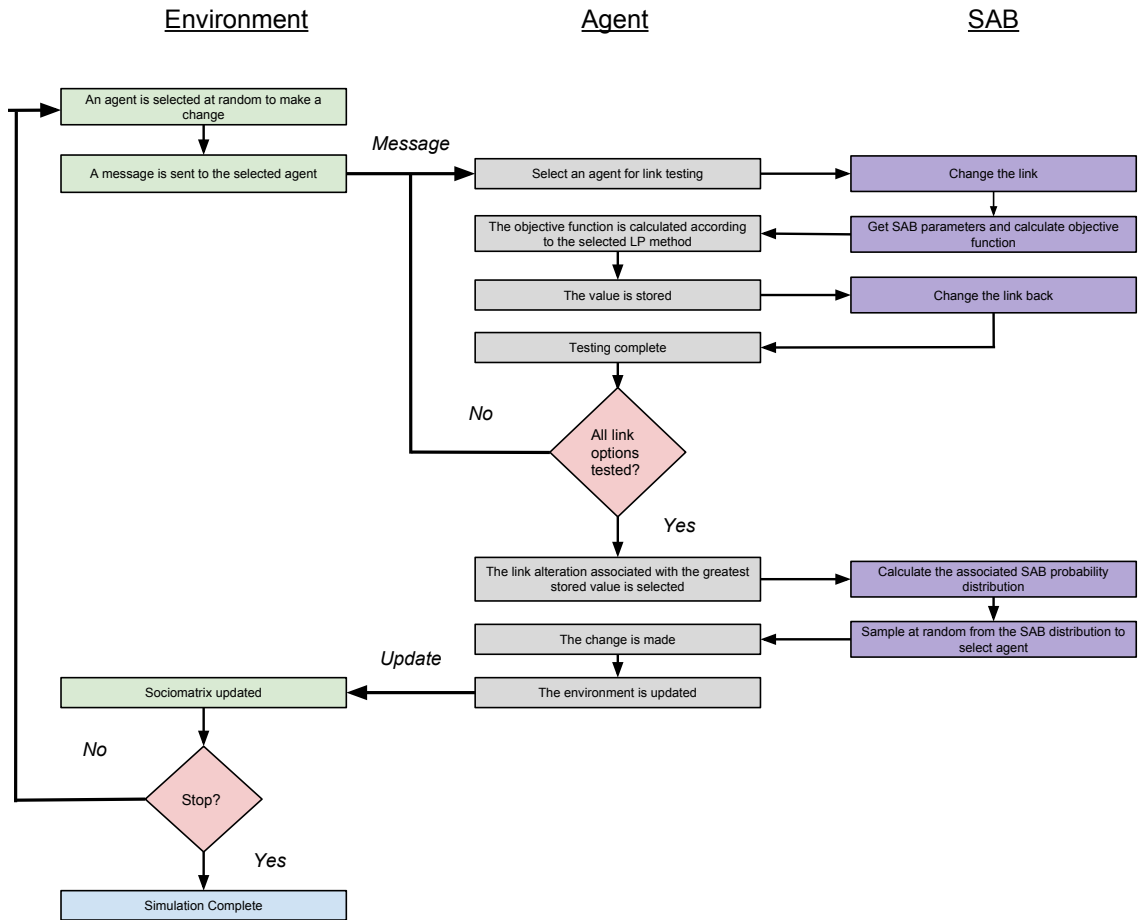 Environment
Agent
SAB
An agent is selected at random to make a
change
Message
A message is sent to the selected agent
Select an agent for link testing
Change the link
The objective function is calculated according
to the selected LP method
Get SAB parameters and calculate objective
function
The value is stored
Change the link back
Testing complete
No
All link
options
tested?
Yes
The link alteration associated with the greatest
stored value is selected
Calculate the associated SAB probability
distribution
The change is made
Sample at random from the SAB distribution to
select agent
Update
Sociomatrix updated
The environment is updated
No
Stop?
Yes
Simulation Complete